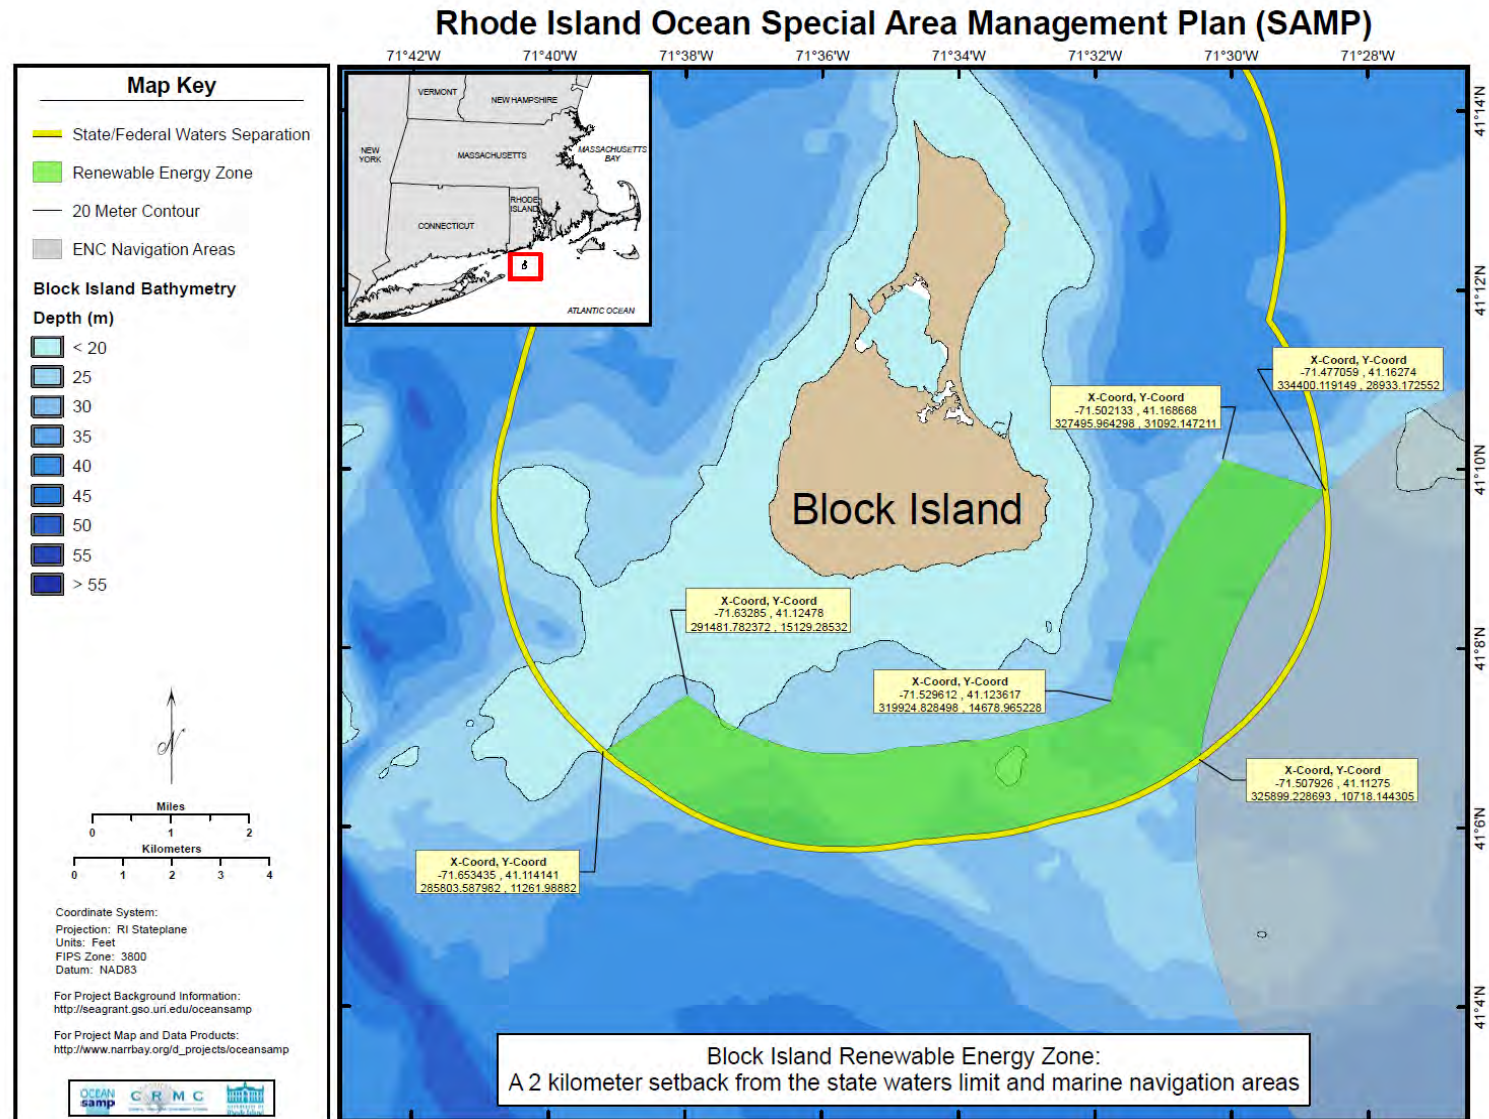 Rhode Island Ocean Special Area Management Plan (SAMP)
71°42'W 71°40'W 71°38'W 71°36'W 71°34'W 71°32'W 71°30'W 71°28'W
Map Key
State/Federal Waters Separation
Renewable Energy Zone
20 Meter Contour
ENC Navigation Areas
Block Island Bathymetry
Depth (m)
< 20
25
30
35
40
45
50
55
> 55
N
Miles
0 1 2
Kilometers
0 1 2 3 4
Coordinate System:
Projection: RI Stateplane
Units: Feet
FIPS Zone: 3800
Datum: NAD83
For Project Background Information:
http://seagrant.gso.uri.edu/oceansamp
For Project Map and Data Products:
http://www.narrbay.org/d_projects/oceansamp
OCEAN
samp
C R M C
VERMONT
NEW HAMPSHIRE
NEW
YORK
MASSACHUSETTS
MASSACHUSETTS
BAY
RHODE
ISLAND
CONNECTICUT
ATLANTIC OCEAN
41°14'N
41°12'N
41°10'N
41°8'N
41°6'N
41°4'N
X-Coord, Y-Coord
-71.477059 , 41.16274
334400.119149 , 28933.172552
X-Coord, Y-Coord
-71.502133 , 41.168668
327495.964298 , 31092.147211
Block Island
X-Coord, Y-Coord
-71.63285 , 41.12478
291481.782372 , 15129.28532
X-Coord, Y-Coord
-71.529612 , 41.123617
319924.828498 , 14678.965228
X-Coord, Y-Coord
-71.507926 , 41.11275
325899.228693 , 10718.144305
X-Coord, Y-Coord
-71.653435 , 41.114141
285803.587982 , 11261.98882
Block Island Renewable Energy Zone:
A 2 kilometer setback from the state waters limit and marine navigation areas